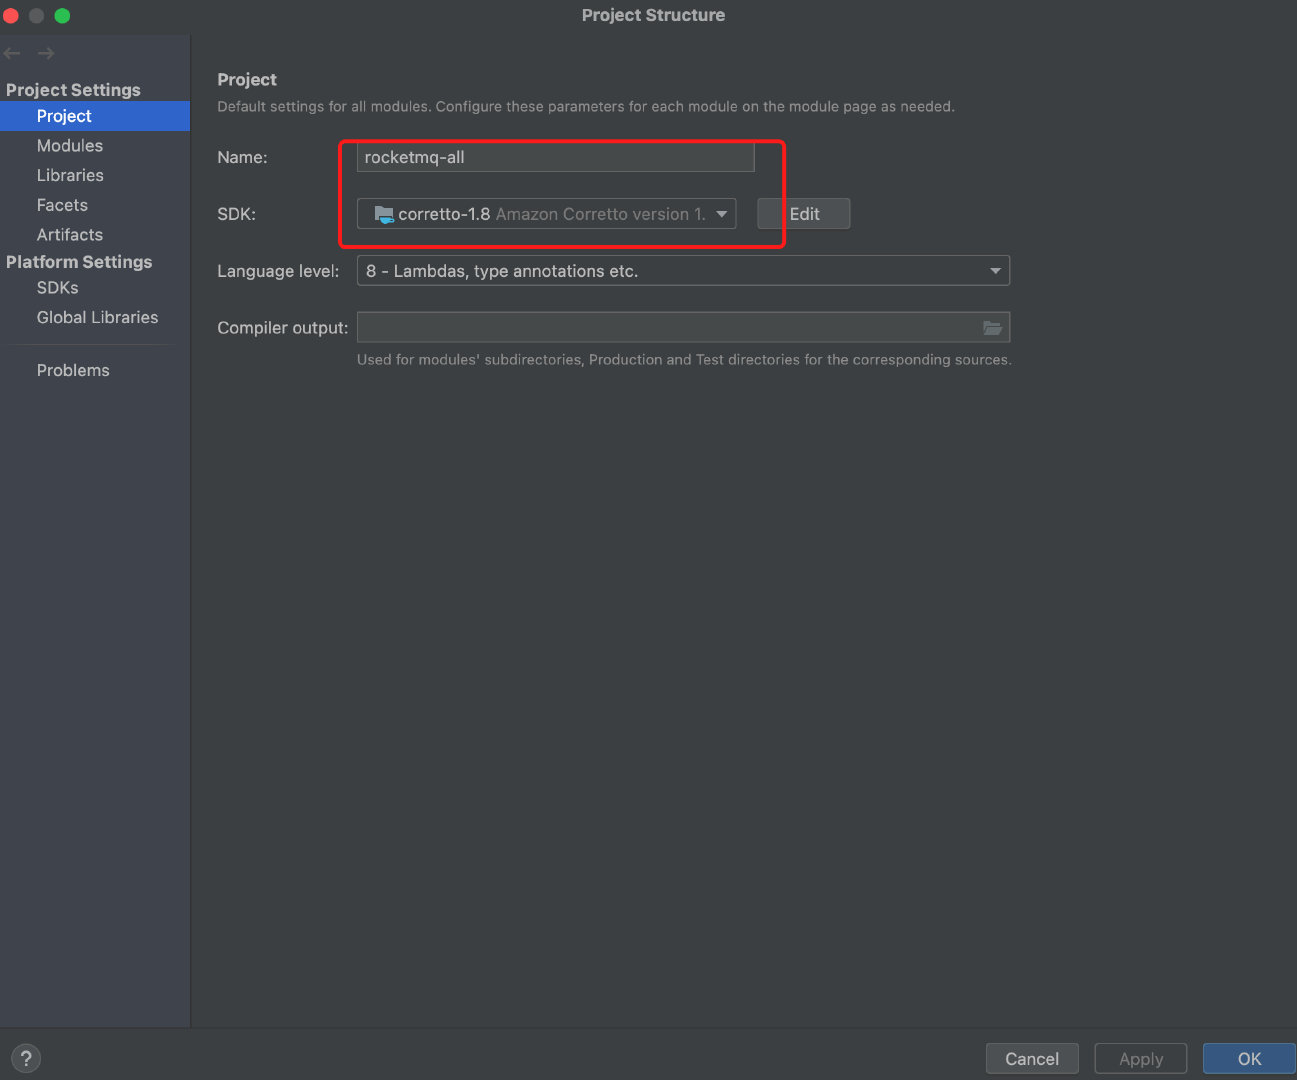 Project Structure
Project Settings
Project
Modules
Libraries
Facets
Artifacts
Platform Settings
SDKs
Global Libraries
Problems
Project
Default settings for all modules. Configure these parameters for each module on the module page as needed.
Name: rocketmq-all
SDK: corretto-1.8 Amazon Corretto version 1. Edit
Language level: 8 - Lambdas, type annotations etc.
Compiler output:
Used for modules' subdirectories, Production and Test directories for the corresponding sources.
? Cancel Apply OK